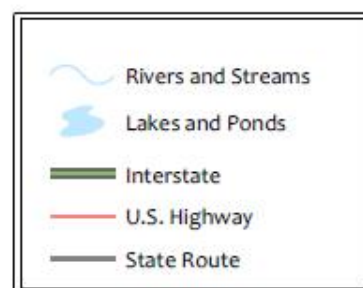 Rivers and Streams
Lakes and Ponds
Interstate
U.S. Highway
State Route